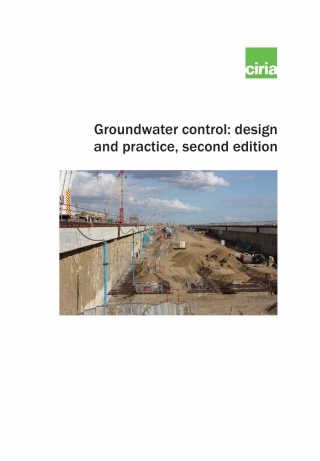 ciria
Groundwater control: design
and practice, second edition